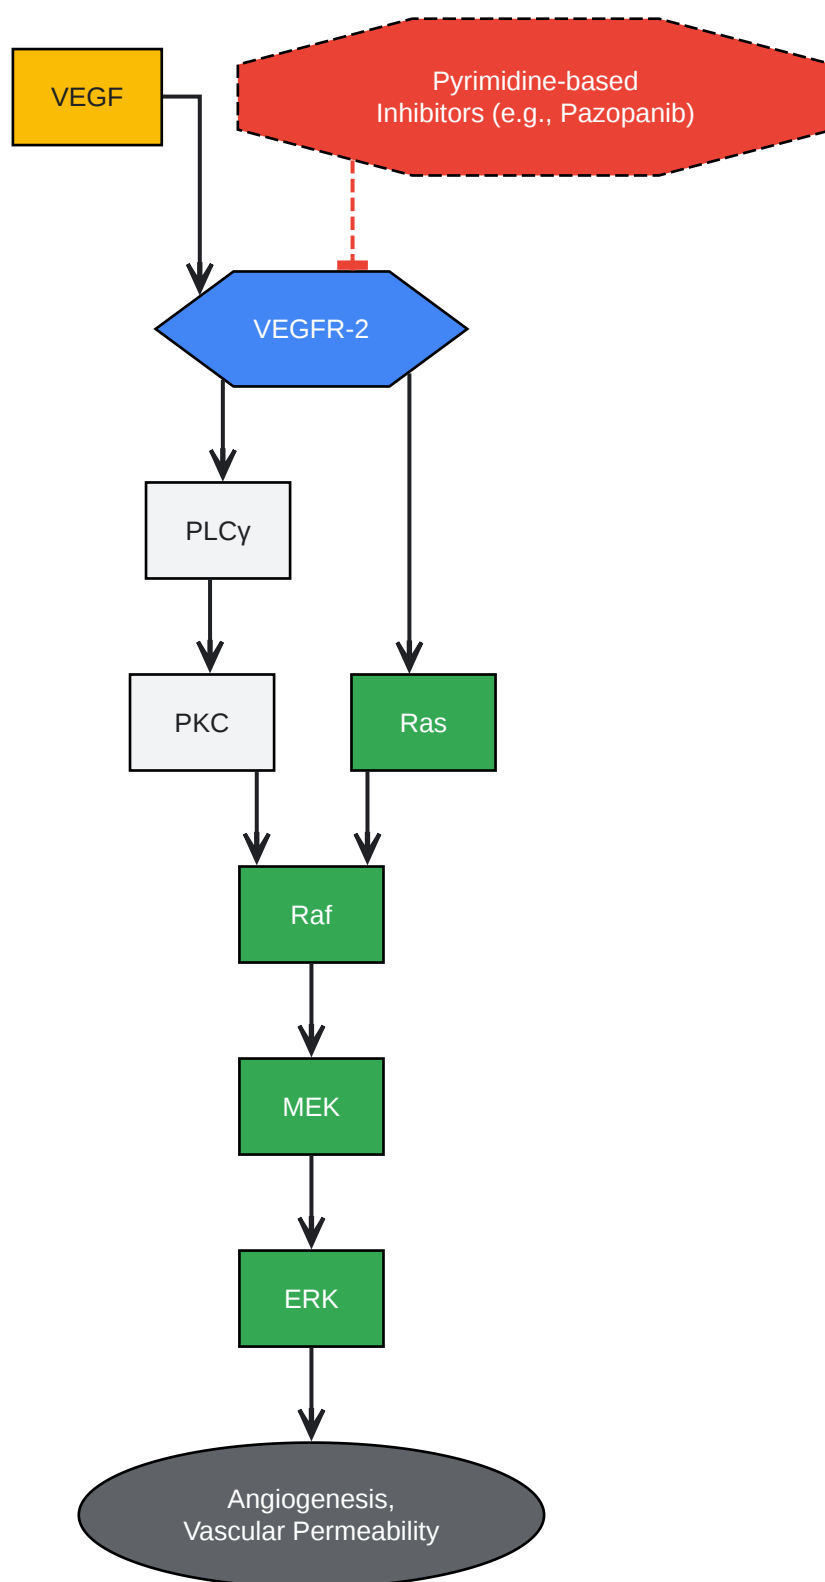 VEGF
Pyrimidine-based
Inhibitors (e.g., Pazopanib)
VEGFR-2
PLCγ
PKC
Ras
Raf
MEK
ERK
Angiogenesis,
Vascular Permeability